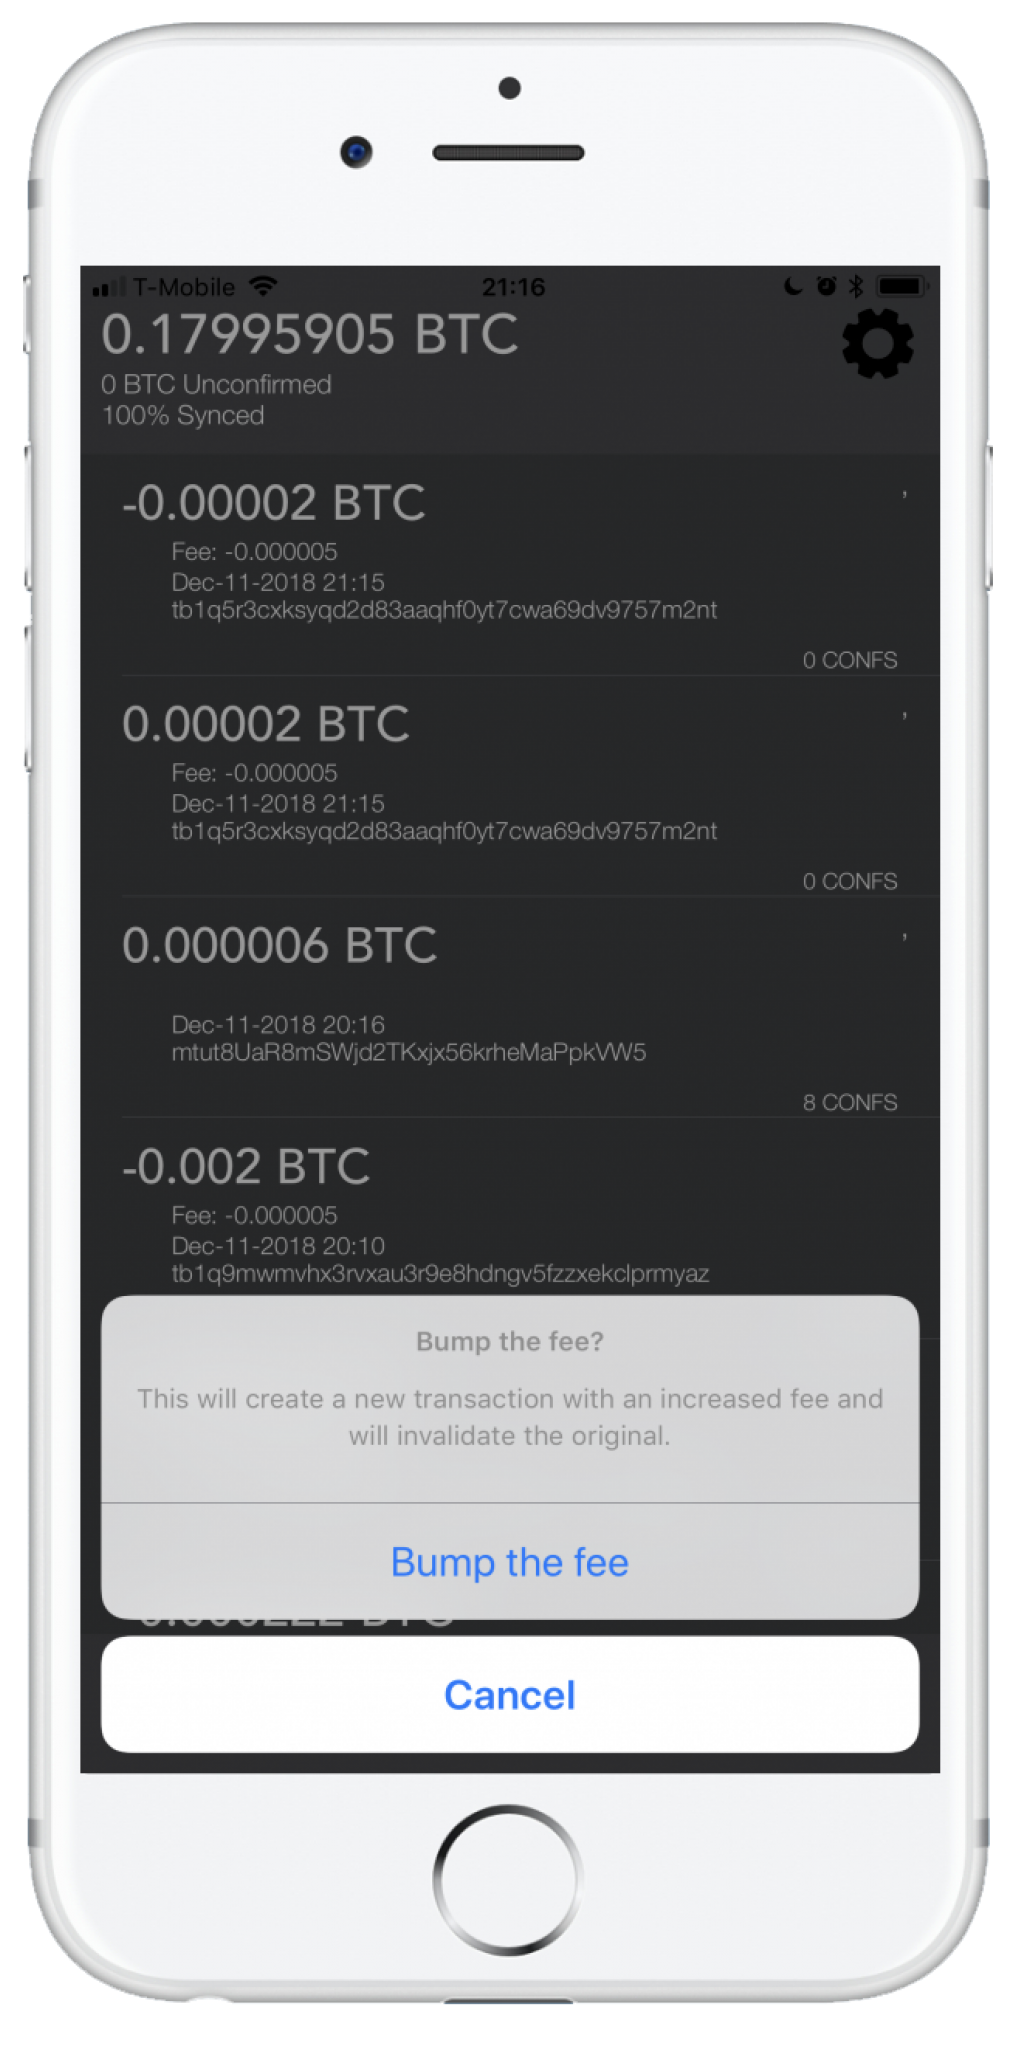 T-Mobile 21:16
0.17995905 BTC
0 BTC Unconfirmed
100% Synced
-0.00002 BTC ,
Fee: -0.000005
Dec-11-2018 21:15
tb1q5r3cxksyqd2d83aaqhf0yt7cwa69dv9757m2nt
0 CONFS
0.00002 BTC ,
Fee: -0.000005
Dec-11-2018 21:15
tb1q5r3cxksyqd2d83aaqhf0yt7cwa69dv9757m2nt
0 CONFS
0.000006 BTC ,
Dec-11-2018 20:16
mtut8UaR8mSWjd2TKxjx56krheMaPpkVW5
8 CONFS
-0.002 BTC
Fee: -0.000005
Dec-11-2018 20:10
tb1q9mwmvhx3rvxau3r9e8hdngv5fzzxekclprmyaz
Bump the fee?
This will create a new transaction with an increased fee and
will invalidate the original.
Bump the fee
BTC
Cancel